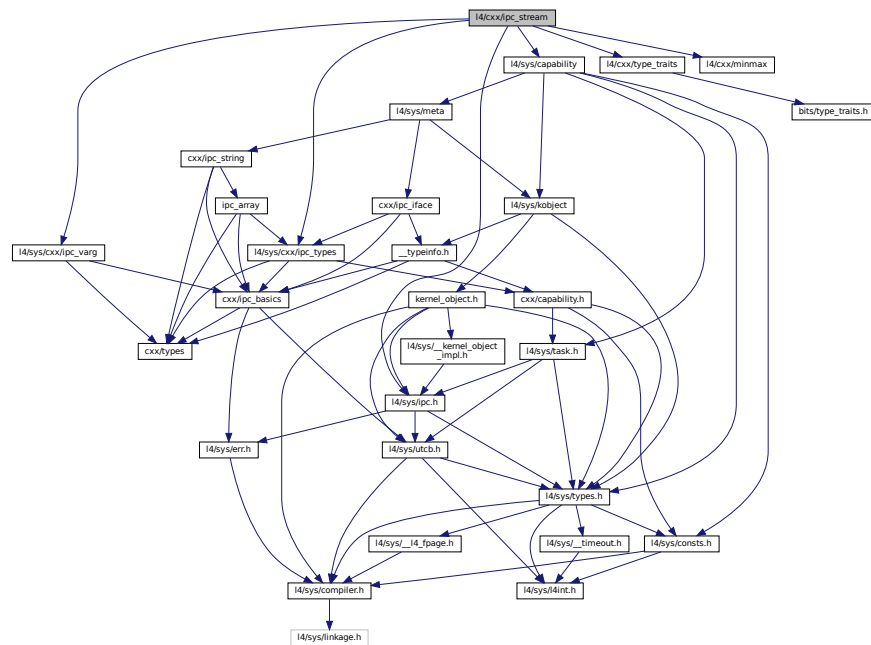 l4/cxx/ipc_stream
l4/sys/capability
l4/cxx/type_traits
l4/cxx/minmax
l4/sys/meta
bits/type_traits.h
cxx/ipc_string
ipc_array
cxx/ipc_iface
l4/sys/kobject
l4/sys/cxx/ipc_varg
l4/sys/cxx/ipc_types
__typeinfo.h
cxx/ipc_basics
kernel_object.h
cxx/capability.h
cxx/types
l4/sys/__kernel_object
_impl.h
l4/sys/task.h
l4/sys/ipc.h
l4/sys/err.h
l4/sys/utcb.h
l4/sys/types.h
l4/sys/__l4_fpage.h
l4/sys/__timeout.h
l4/sys/consts.h
l4/sys/compiler.h
l4/sys/l4int.h
l4/sys/linkage.h